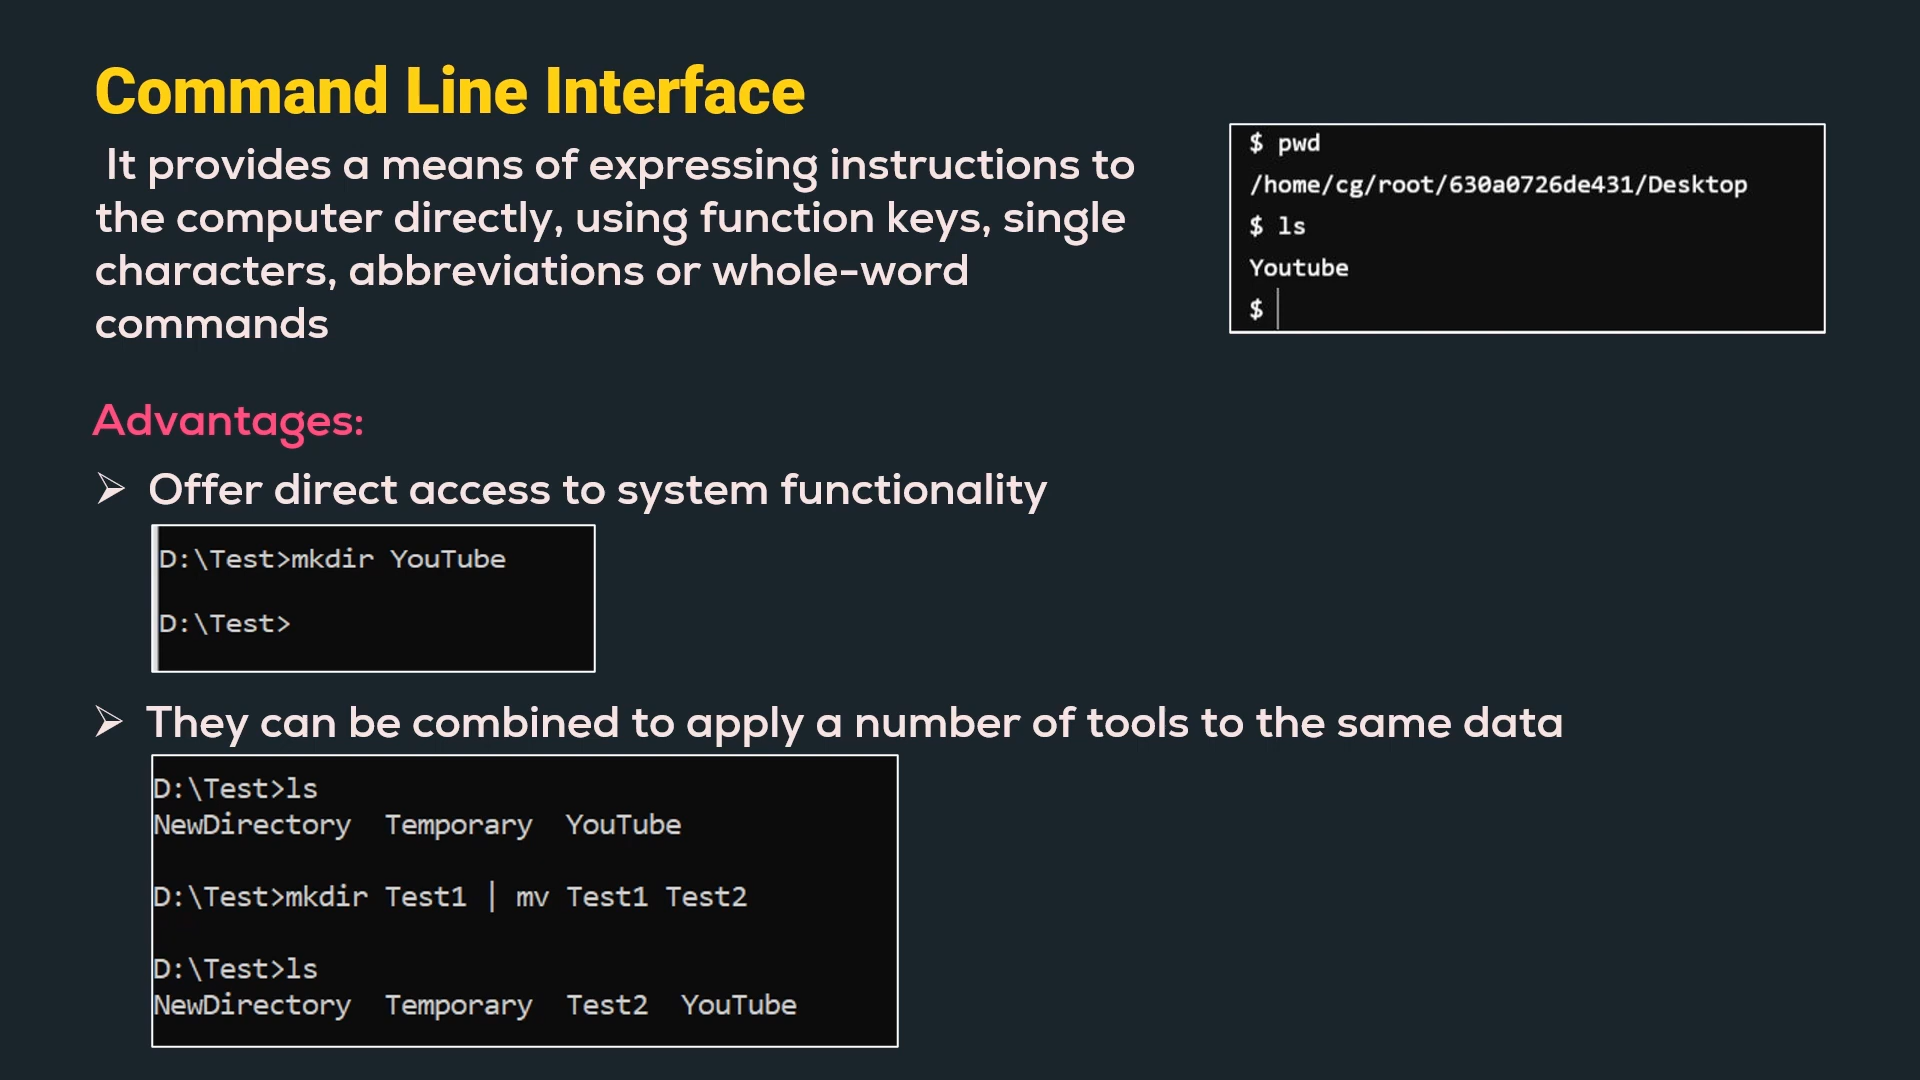 Command Line Interface
It provides a means of expressing instructions to
the computer directly, using function keys, single
characters, abbreviations or whole-word
commands
$ pwd
/home/cg/root/630a0726de431/Desktop
$ ls
Youtube
$
Advantages:
➢ Offer direct access to system functionality
D:\Test>mkdir YouTube
D:\Test>
➢ They can be combined to apply a number of tools to the same data
D:\Test>ls
NewDirectory  Temporary  YouTube
D:\Test>mkdir Test1 | mv Test1 Test2
D:\Test>ls
NewDirectory  Temporary  Test2  YouTube